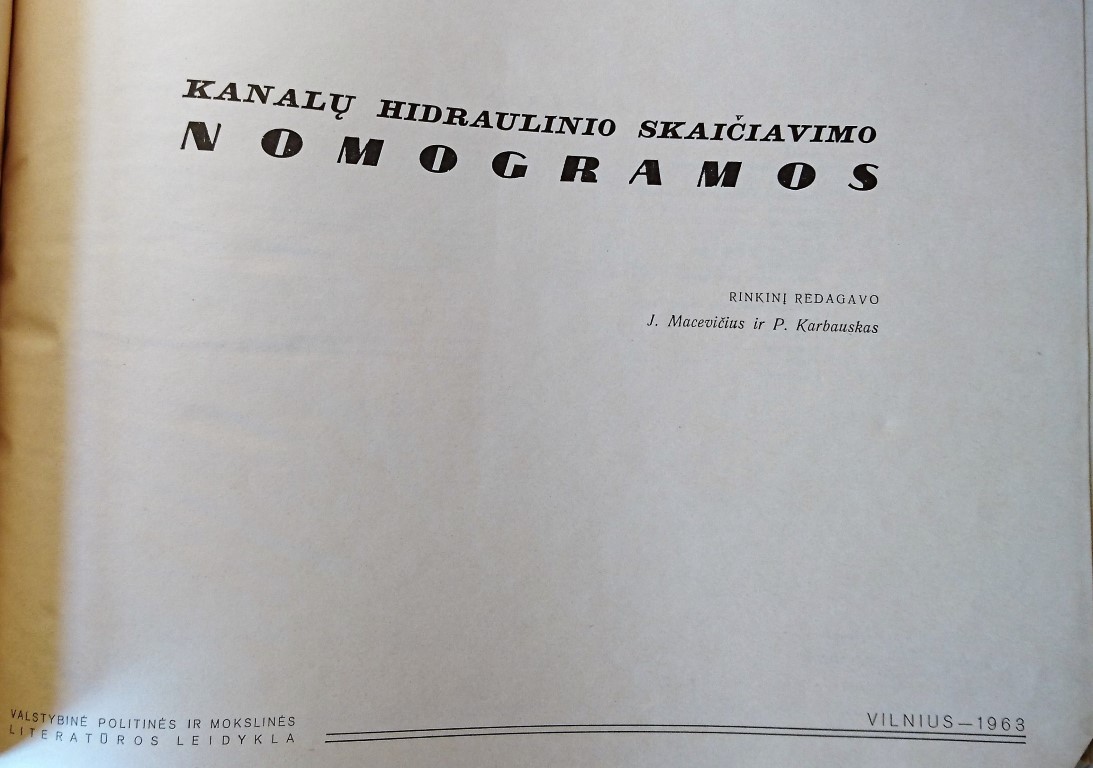 KANALŲ HIDRAULINIO SKAIČIAVIMO
NOMOGRAMOS
RINKINĮ REDAGAVO
J. Macevičius ir P. Karbauskas
VALSTYBINĖ POLITINĖS IR MOKSLINĖS
LITERATŪROS LEIDYKLA
VILNIUS—1963